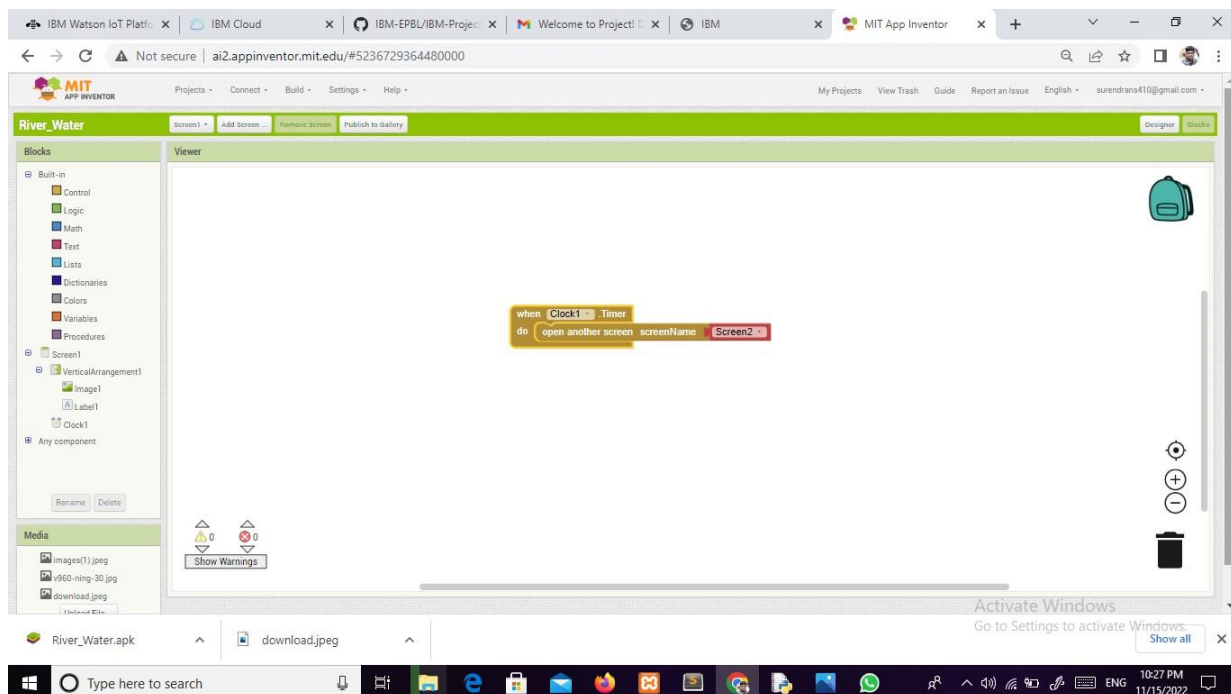 IBM Watson IoT Platfo
IBM Cloud
IBM-EPBL/IBM-Project
Welcome to Project! D
IBM
MIT App Inventor
Not secure
ai2.appinventor.mit.edu/#5236729364480000
MIT
APP INVENTOR
Projects
Connect
Build
Settings
Help
My Projects
View Trash
Guide
Report an Issue
English
surendrans410@gmail.com
River_Water
Screen1
Add Screen ...
Remove Screen
Publish to Gallery
Designer
Blocks
Blocks
Viewer
Built-in
Control
Logic
Math
Text
Lists
Dictionaries
Colors
Variables
Procedures
Screen1
VerticalArrangement1
Image1
Label1
Clock1
Any component
Rename
Delete
when Clock1 .Timer
do open another screen screenName Screen2
Media
images(1).jpeg
v960-ning-30.jpg
download.jpeg
Upload File ...
0
0
Show Warnings
Activate Windows
Go to Settings to activate Windows.
River_Water.apk
download.jpeg
Show all
Type here to search
ENG
10:27 PM
11/15/2022